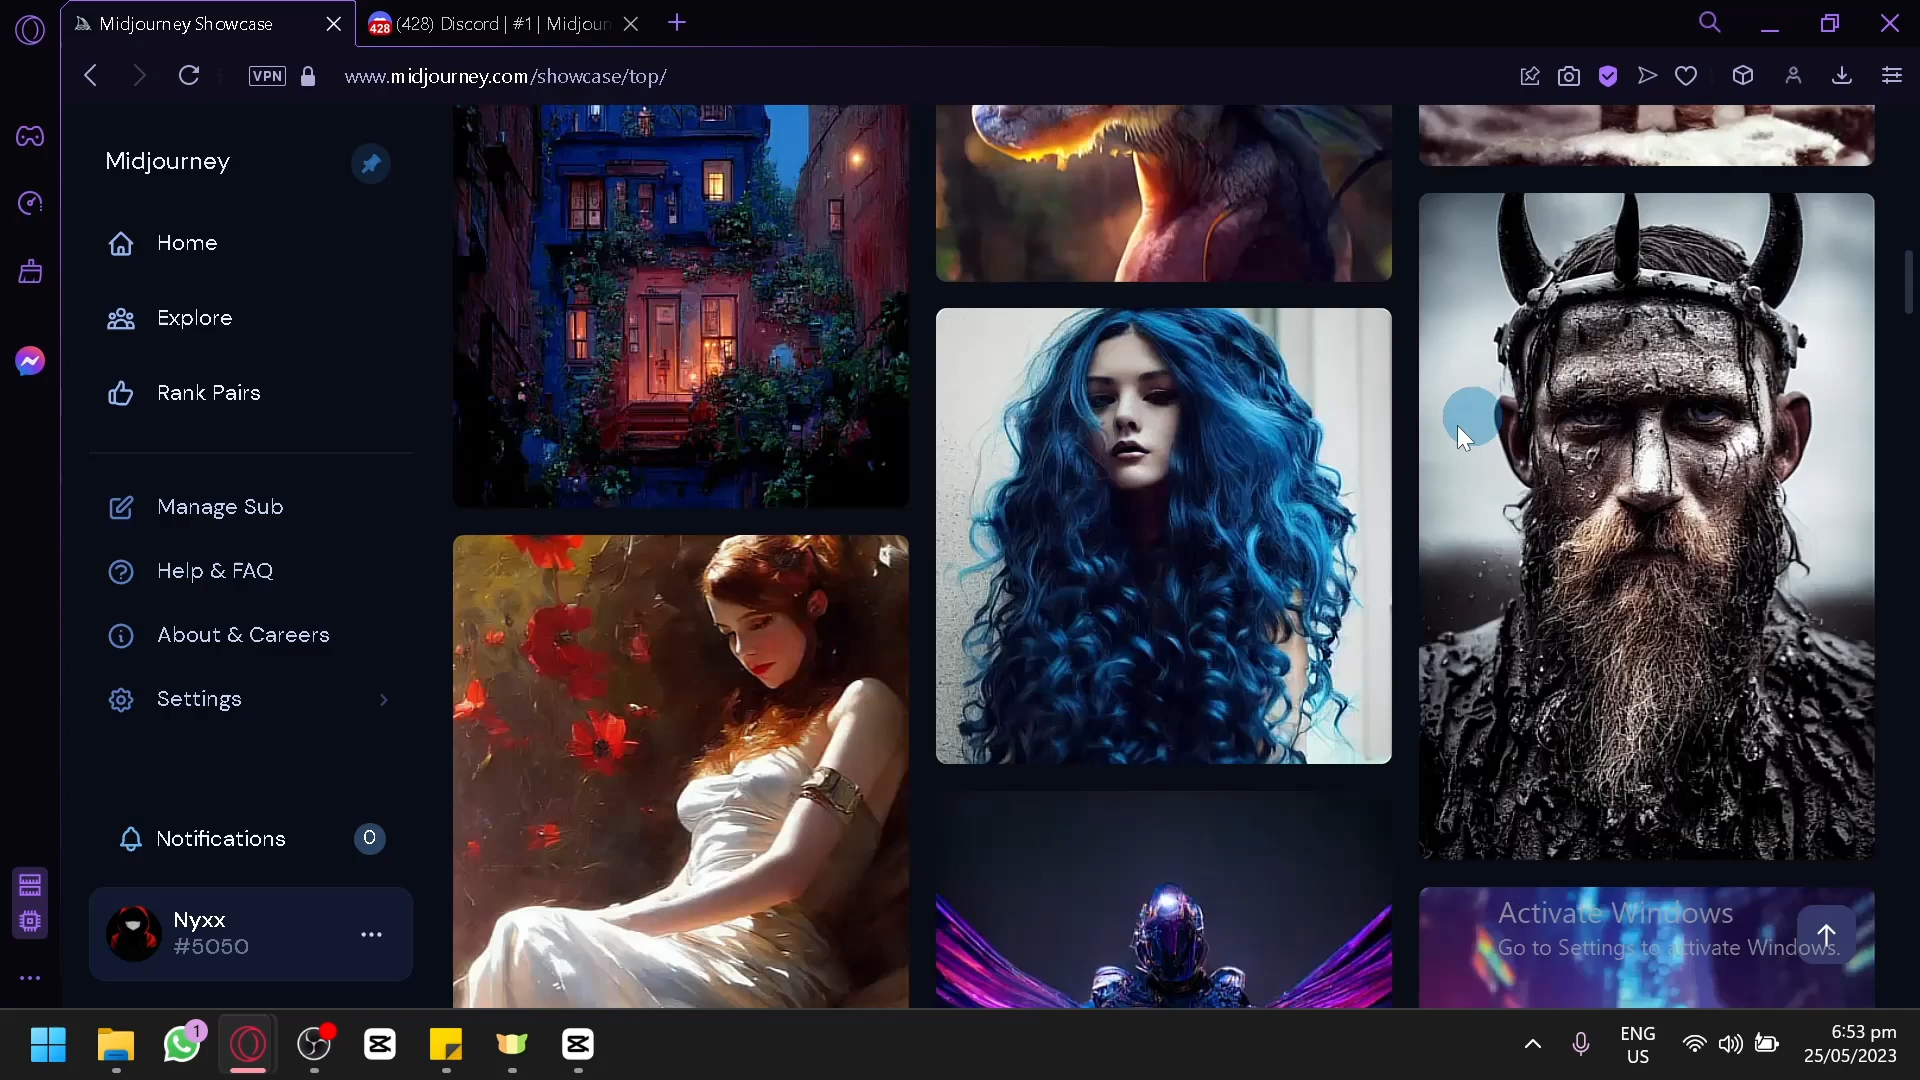 Midjourney Showcase
428
(428) Discord | #1 | Midjour
VPN
www.midjourney.com/showcase/top/
Midjourney
Home
Explore
Rank Pairs
Manage Sub
Help & FAQ
About & Careers
Settings
Notifications
0
Nyxx
#5050
Activate Windows
Go to Settings to activate Windows.
1
ENG
US
6:53 pm
25/05/2023